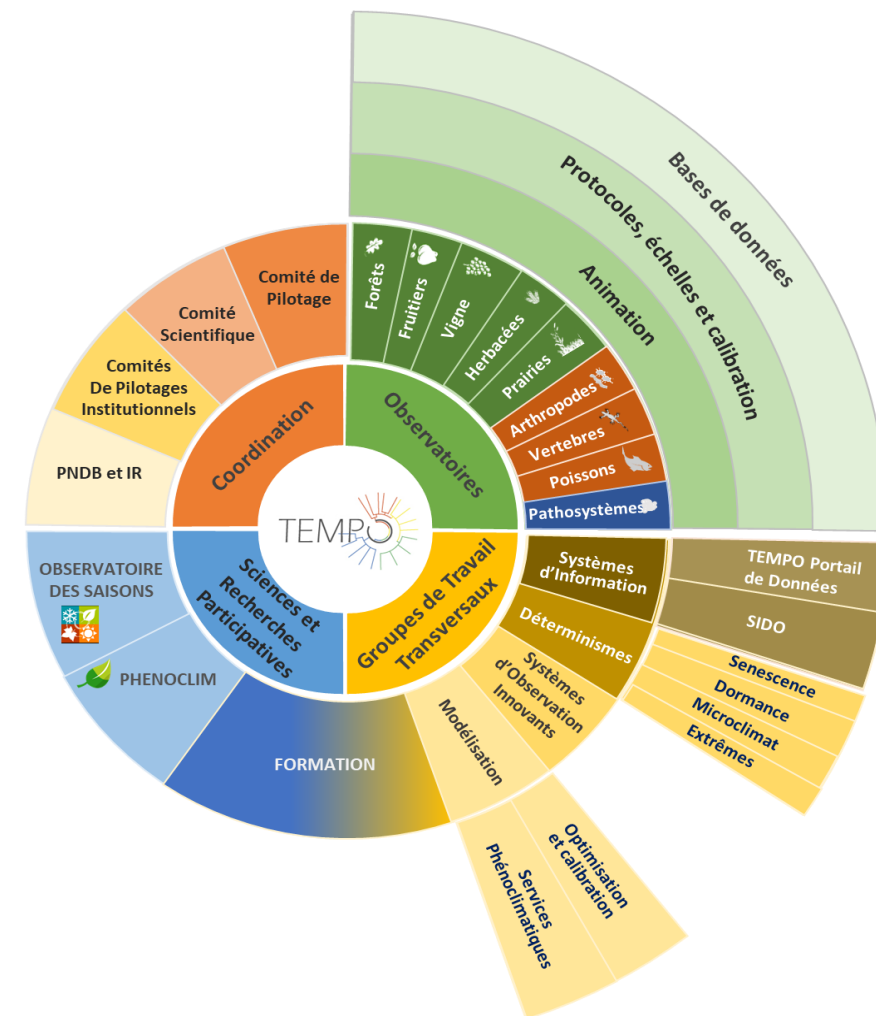 Bases de données
Protocoles, échelles et calibration
Animation
Forêts
Fruitiers
Vigne
Herbacées
Prairies
Arthropodes
Vertebres
Poissons
Pathosystèmes
Comité de
Pilotage
Comité
Scientifique
Comités
De Pilotages
Institutionnels
PNDB et IR
Coordination
Observatoires
TEMPO
Sciences et
Recherches
Participatives
Groupes de Travail
Transversaux
OBSERVATOIRE
DES SAISONS
PHENOCLIM
FORMATION
Modélisation
Systèmes
d'Observation
Innovants
Déterminismes
Systèmes
d'Information
TEMPO Portail
de Données
SIDO
Senescence
Dormance
Microclimat
Extrêmes
Optimisation
et calibration
Services
Phénoclimatiques